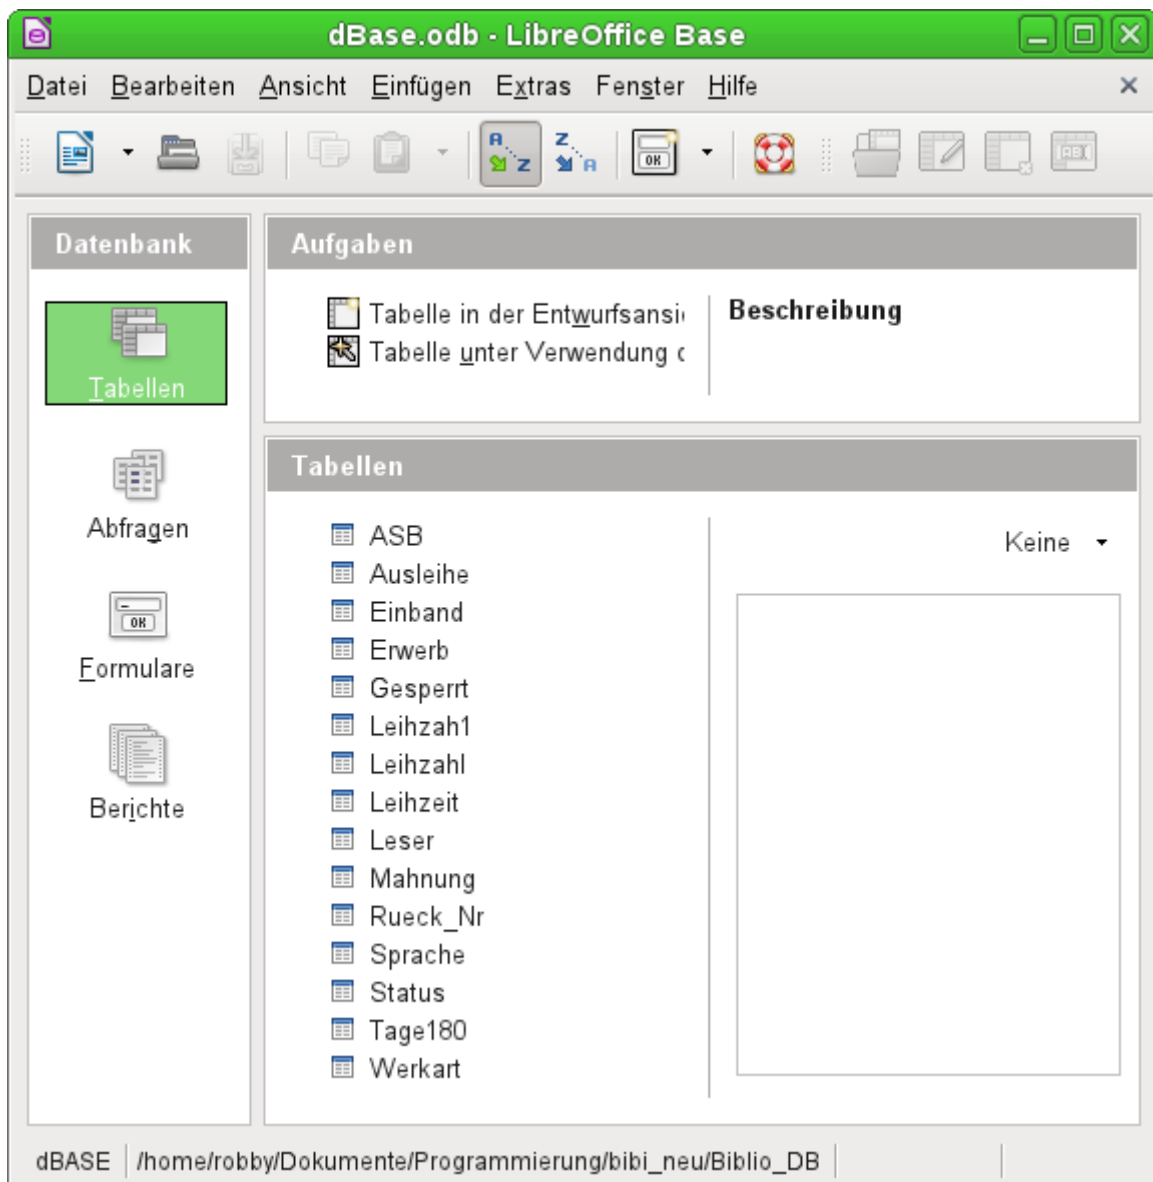 dBase.odb - LibreOffice Base
Datei Bearbeiten Ansicht Einfügen Extras Fenster Hilfe
Datenbank
Tabellen
Abfragen
Formulare
Berichte
Aufgaben
Tabelle in der Entwurfsansi
Tabelle unter Verwendung d
Beschreibung
Tabellen
ASB
Ausleihe
Einband
Erwerb
Gesperrt
Leihzah1
Leihzahl
Leihzeit
Leser
Mahnung
Rueck_Nr
Sprache
Status
Tage180
Werkart
Keine
dBASE /home/robby/Dokumente/Programmierung/bibi_neu/Biblio_DB